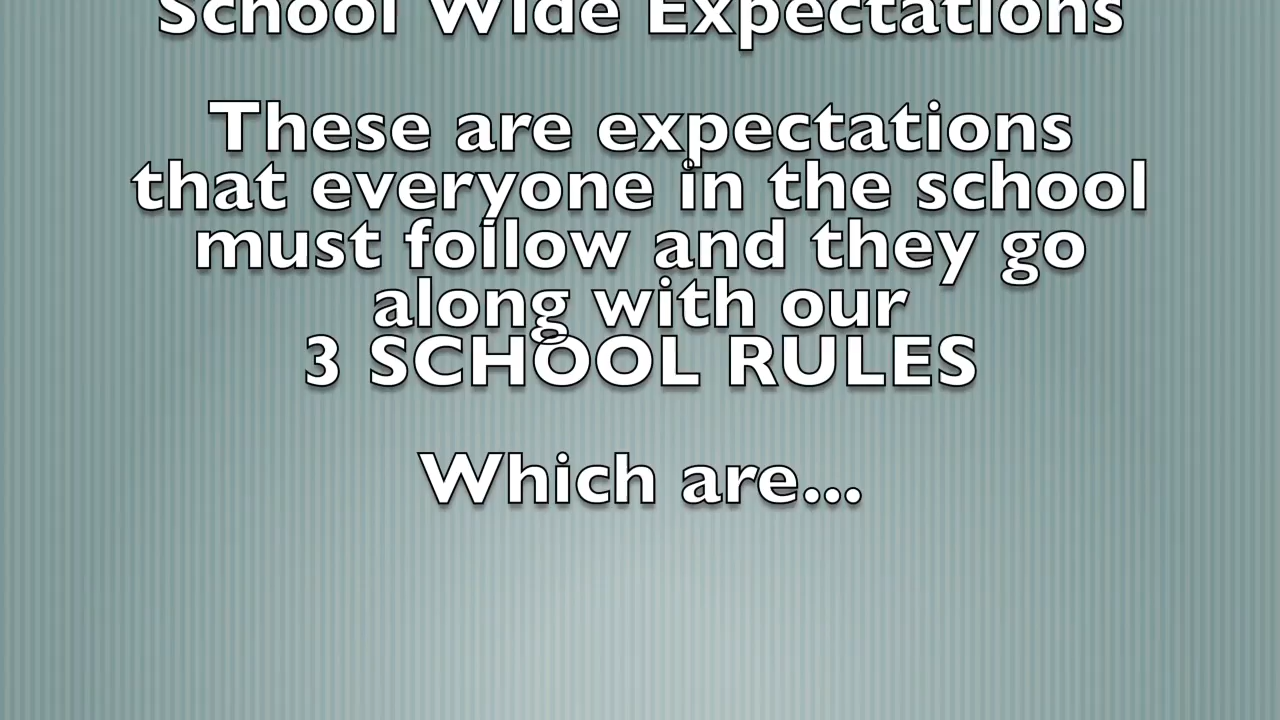 School Wide Expectations
These are expectations
that everyone in the school
must follow and they go
along with our
3 SCHOOL RULES
Which are...